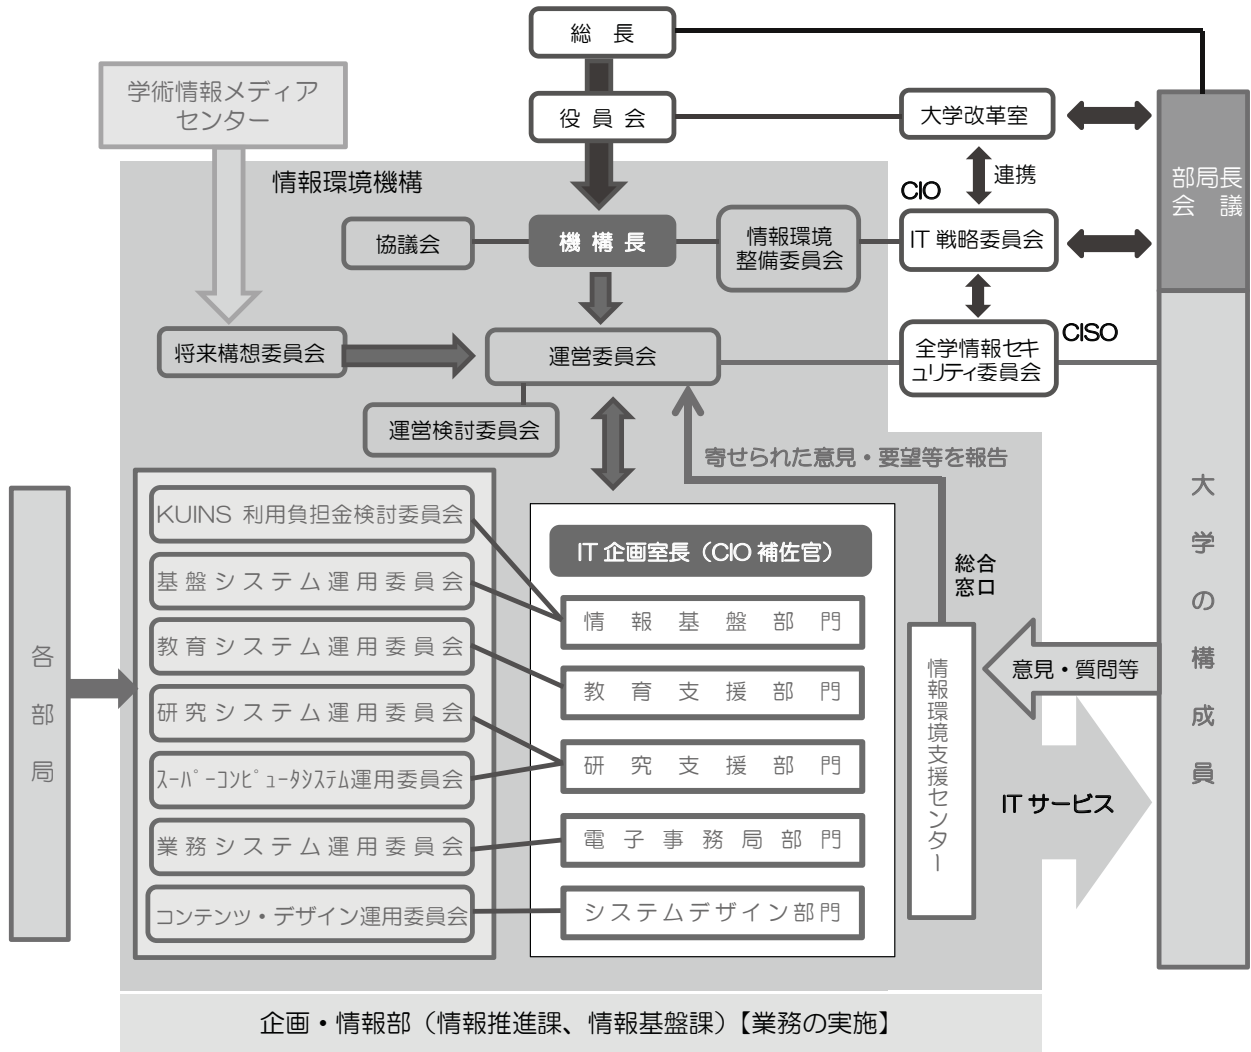 総 長
学術情報メディア
センター
役 員 会
大学改革室
部局長
会 議
情報環境機構
連携
CIO
協議会
機 構 長
情報環境
整備委員会
IT 戦略委員会
将来構想委員会
運営委員会
全学情報セキ
ュリティ委員会
CISO
運営検討委員会
寄せられた意見・要望等を報告
各部局
KUINS 利用負担金検討委員会
基盤システム運用委員会
教育システム運用委員会
研究システム運用委員会
スーパーコンピュータシステム運用委員会
業務システム運用委員会
コンテンツ・デザイン運用委員会
IT 企画室長（CIO 補佐官）
情報基盤部門
教育支援部門
研究支援部門
電子事務局部門
システムデザイン部門
総合
窓口
情報環境支援センター
意見・質問等
IT サービス
大学の構成員
企画・情報部（情報推進課、情報基盤課）【業務の実施】